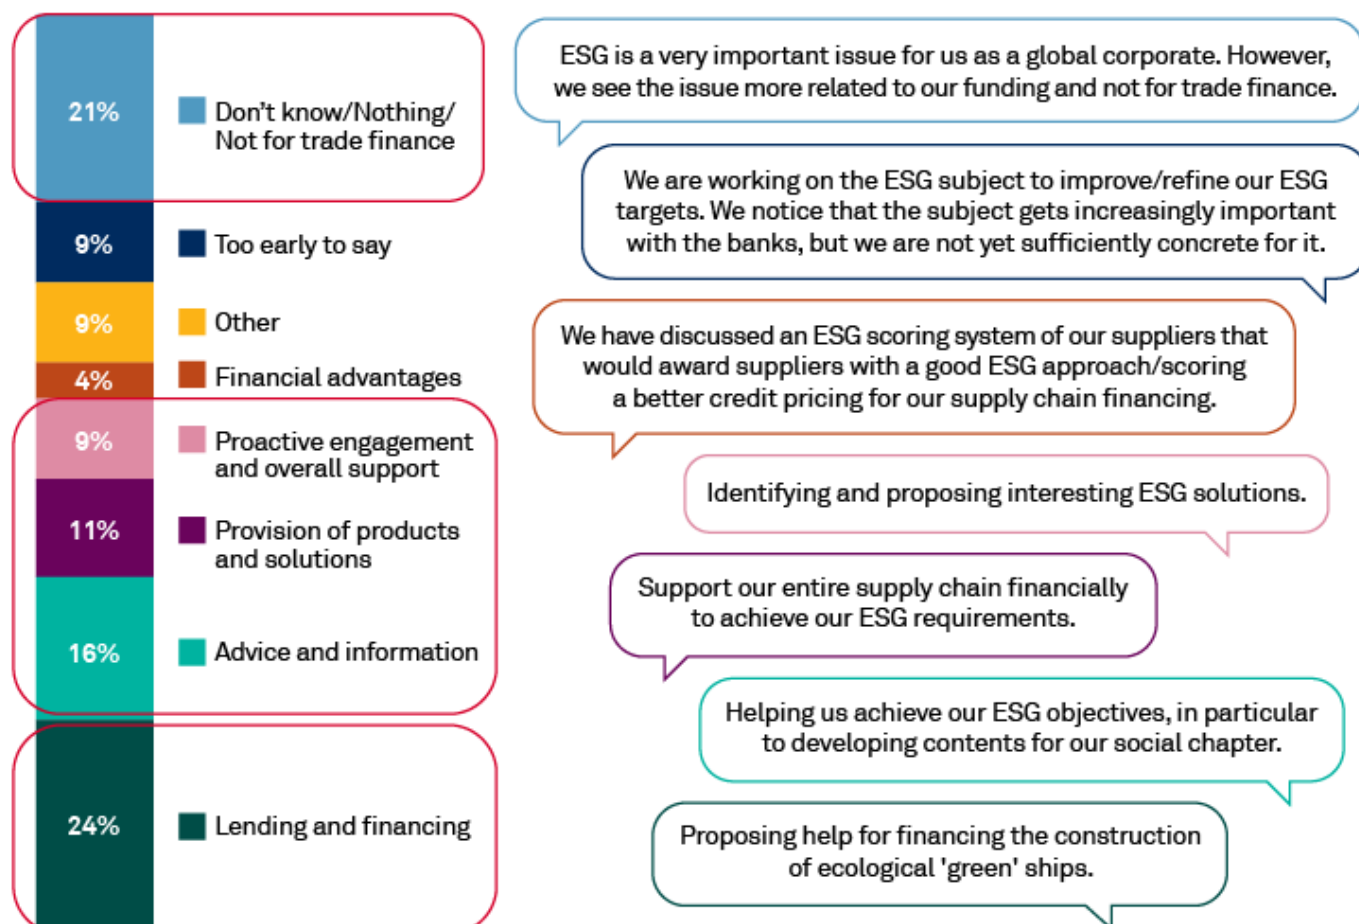 21%
Don't know/Nothing/
Not for trade finance
9%
Too early to say
9%
Other
4%
Financial advantages
9%
Proactive engagement
and overall support
11%
Provision of products
and solutions
16%
Advice and information
24%
Lending and financing
ESG is a very important issue for us as a global corporate. However,
we see the issue more related to our funding and not for trade finance.
We are working on the ESG subject to improve/refine our ESG
targets. We notice that the subject gets increasingly important
with the banks, but we are not yet sufficiently concrete for it.
We have discussed an ESG scoring system of our suppliers that
would award suppliers with a good ESG approach/scoring
a better credit pricing for our supply chain financing.
Identifying and proposing interesting ESG solutions.
Support our entire supply chain financially
to achieve our ESG requirements.
Helping us achieve our ESG objectives, in particular
to developing contents for our social chapter.
Proposing help for financing the construction
of ecological 'green' ships.